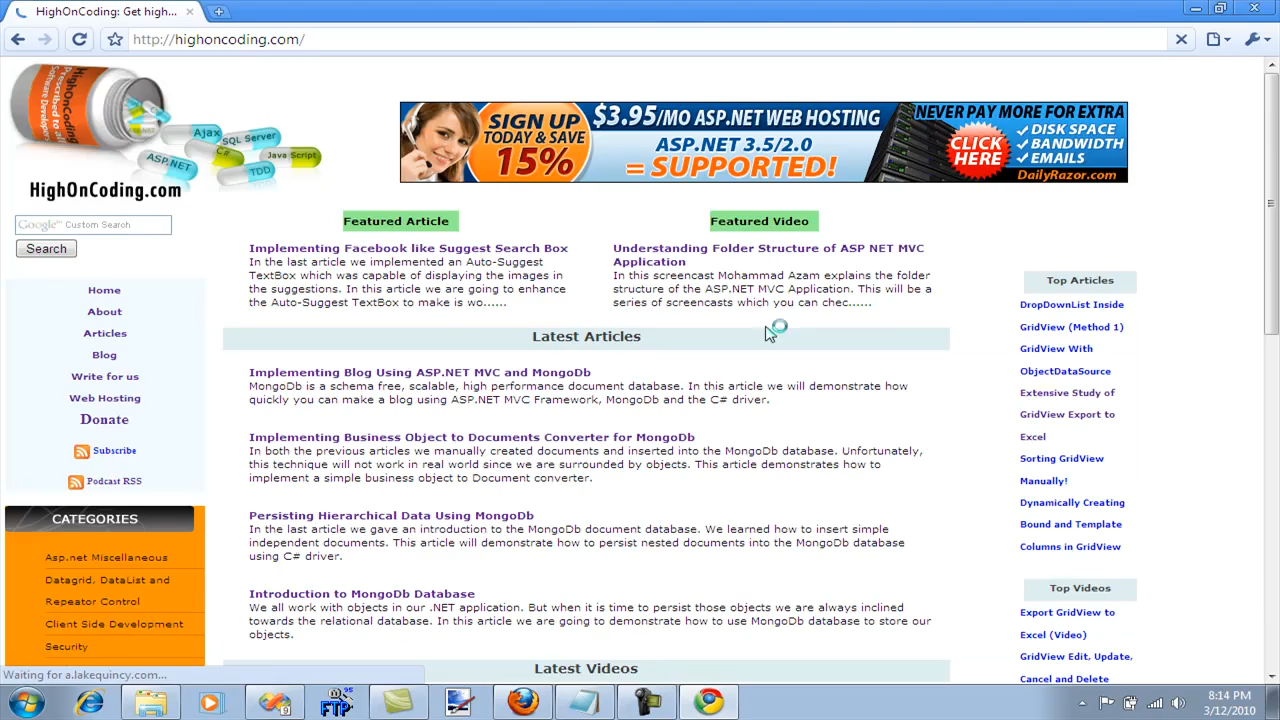 HighOnCoding: Get high...
http://highoncoding.com/
HighOnCoding
Prescribed to
Software Developers
Ajax
SQL Server
C#
Java Script
ASP.NET
TDD
HighOnCoding.com
SIGN UP
TODAY & SAVE
15%
$3.95/MO ASP.NET WEB HOSTING
ASP.NET 3.5/2.0
= SUPPORTED!
NEVER PAY MORE FOR EXTRA
CLICK
HERE
✓ DISK SPACE
✓ BANDWIDTH
✓ EMAILS
DailyRazor.com
Google™ Custom Search
Search
Home
About
Articles
Blog
Write for us
Web Hosting
Donate
Subscribe
Podcast RSS
CATEGORIES
Asp.net Miscellaneous
Datagrid, DataList and
Repeator Control
Client Side Development
Security
Featured Article
Implementing Facebook like Suggest Search Box
In the last article we implemented an Auto-Suggest
TextBox which was capable of displaying the images in
the suggestions. In this article we are going to enhance
the Auto-Suggest TextBox to make is wo......
Featured Video
Understanding Folder Structure of ASP NET MVC
Application
In this screencast Mohammad Azam explains the folder
structure of the ASP.NET MVC Application. This will be a
series of screencasts which you can chec......
Latest Articles
Implementing Blog Using ASP.NET MVC and MongoDb
MongoDb is a schema free, scalable, high performance document database. In this article we will demonstrate how
quickly you can make a blog using ASP.NET MVC Framework, MongoDb and the C# driver.
Implementing Business Object to Documents Converter for MongoDb
In both the previous articles we manually created documents and inserted into the MongoDb database. Unfortunately,
this technique will not work in real world since we are surrounded by objects. This article demonstrates how to
implement a simple business object to Document converter.
Persisting Hierarchical Data Using MongoDb
In the last article we gave an introduction to the MongoDb document database. We learned how to insert simple
independent documents. This article will demonstrate how to persist nested documents into the MongoDb database
using C# driver.
Introduction to MongoDb Database
We all work with objects in our .NET application. But when it is time to persist those objects we are always inclined
towards the relational database. In this article we are going to demonstrate how to use MongoDb database to store our
objects.
Latest Videos
Top Articles
DropDownList Inside
GridView (Method 1)
GridView With
ObjectDataSource
Extensive Study of
GridView Export to
Excel
Sorting GridView
Manually!
Dynamically Creating
Bound and Template
Columns in GridView
Top Videos
Export GridView to
Excel (Video)
GridView Edit, Update,
Cancel and Delete
Waiting for a.lakequincy.com...
9
95
FTP
8:14 PM
3/12/2010